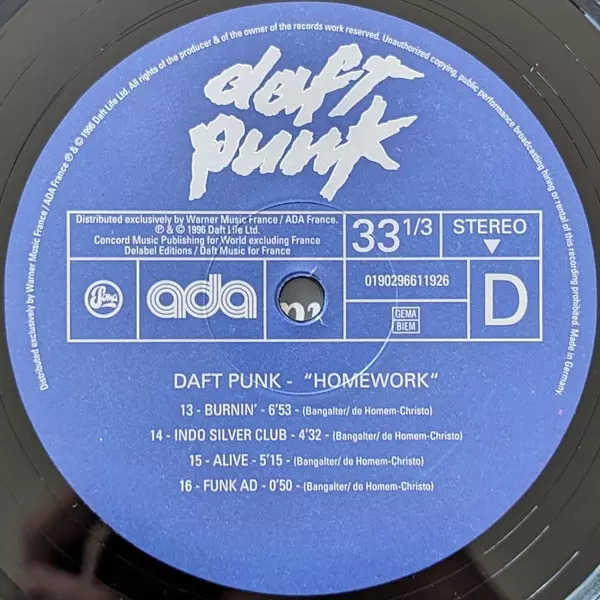 Distributed exclusively by Warner Music France / ADA France ℗ & © 1996 Daft Life Ltd. All rights of the producer & of the owner of the records work reserved. Unauthorized copying, public performance broadcasting hiring or rental of this recording prohibited. Made in Germany.
daft
punk
Distributed exclusively by Warner Music France / ADA France.
℗ & © 1996 Daft Life Ltd.
Concord Music Publishing for World excluding France
Delabel Editions / Daft Music for France
33 1/3
STEREO
Soma
ada
0190296611926
GEMA
BIEM
D
DAFT PUNK - "HOMEWORK"
13 - BURNIN' - 6'53 - (Bangalter/ de Homem-Christo)
14 - INDO SILVER CLUB - 4'32 - (Bangalter/ de Homem-Christo)
15 - ALIVE - 5'15 - (Bangalter/ de Homem-Christo)
16 - FUNK AD - 0'50 - (Bangalter/ de Homem-Christo)